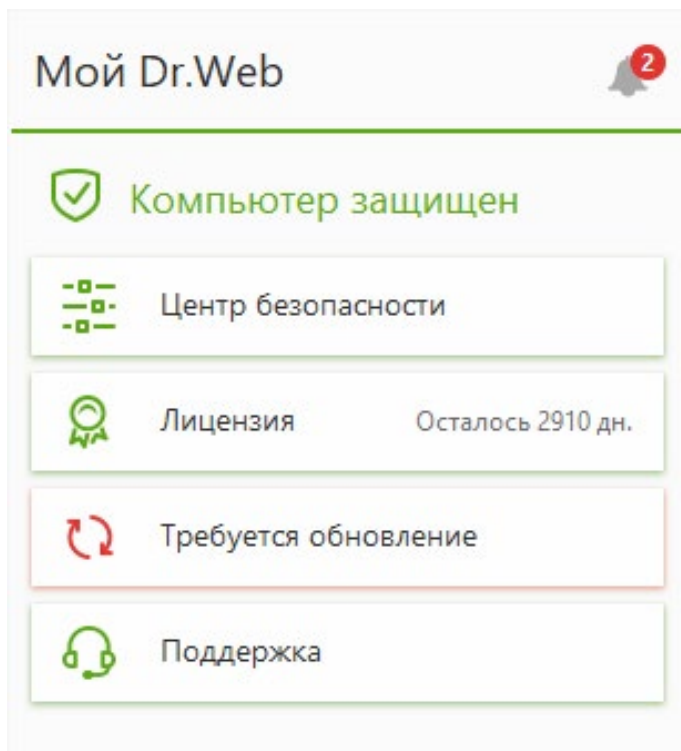 Мой Dr.Web
2
Компьютер защищен
Центр безопасности
Лицензия Осталось 2910 дн.
Требуется обновление
Поддержка